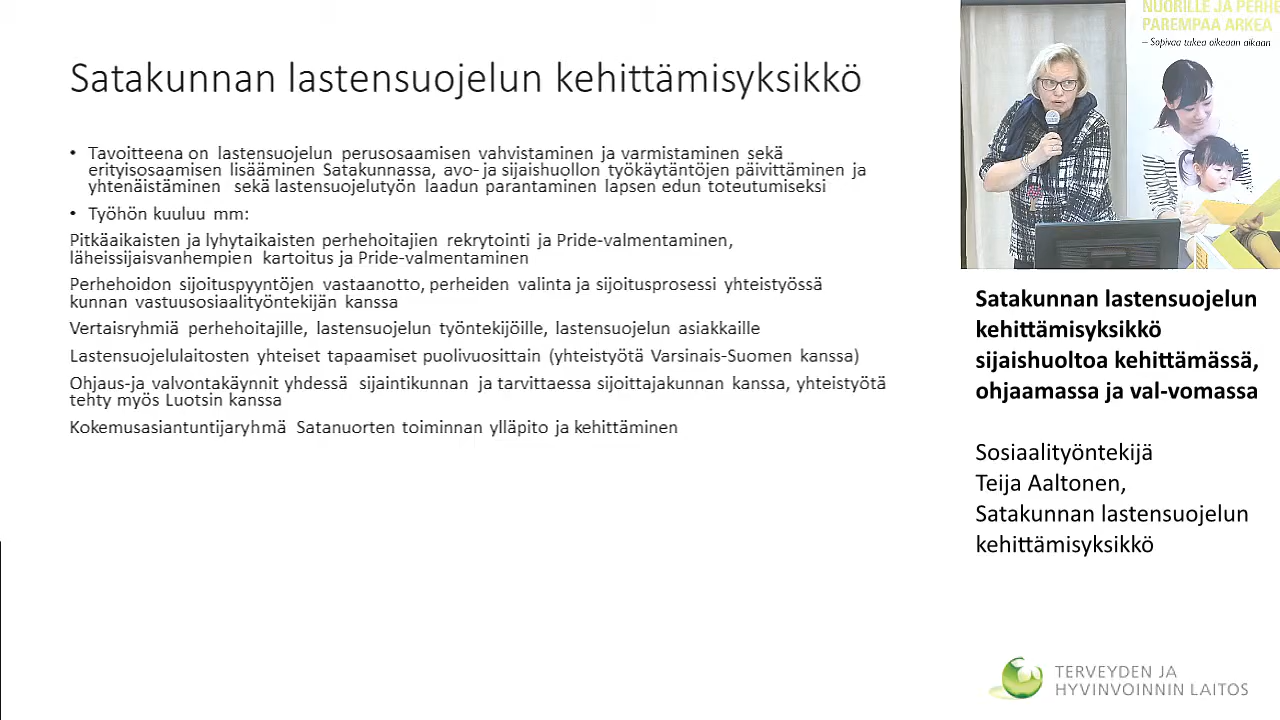 Satakunnan lastensuojelun kehittämisyksikkö
• Tavoitteena on lastensuojelun perusosaamisen vahvistaminen ja varmistaminen sekä
erityisosaamisen lisääminen Satakunnassa, avo- ja sijaishuollon työkäytäntöjen päivittäminen ja
yhtenäistäminen sekä lastensuojelutyön laadun parantaminen lapsen edun toteutumiseksi
• Työhön kuuluu mm:
Pitkäaikaisten ja lyhytaikaisten perhehoitajien rekrytointi ja Pride-valmentaminen,
läheissijaisvanhempien kartoitus ja Pride-valmentaminen
Perhehoidon sijoituspyyntöjen vastaanotto, perheiden valinta ja sijoitusprosessi yhteistyössä
kunnan vastuusosiaalityöntekijän kanssa
Vertaisryhmiä perhehoitajille, lastensuojelun työntekijöille, lastensuojelun asiakkaille
Lastensuojelulaitosten yhteiset tapaamiset puolivuosittain (yhteistyötä Varsinais-Suomen kanssa)
Ohjaus-ja valvontakäynnit yhdessä sijaintikunnan ja tarvittaessa sijoittajakunnan kanssa, yhteistyötä
tehty myös Luotsin kanssa
Kokemusasiantuntijaryhmä Satanuorten toiminnan ylläpito ja kehittäminen
NUORILLE JA PERHE
PAREMPAA ARKEA
– Sopivaa tukea oikeaan aikaan
Satakunnan lastensuojelun
kehittämisyksikkö
sijaishuoltoa kehittämässä,
ohjaamassa ja val-vomassa
Sosiaalityöntekijä
Teija Aaltonen,
Satakunnan lastensuojelun
kehittämisyksikkö
TERVEYDEN JA
HYVINVOINNIN LAITOS